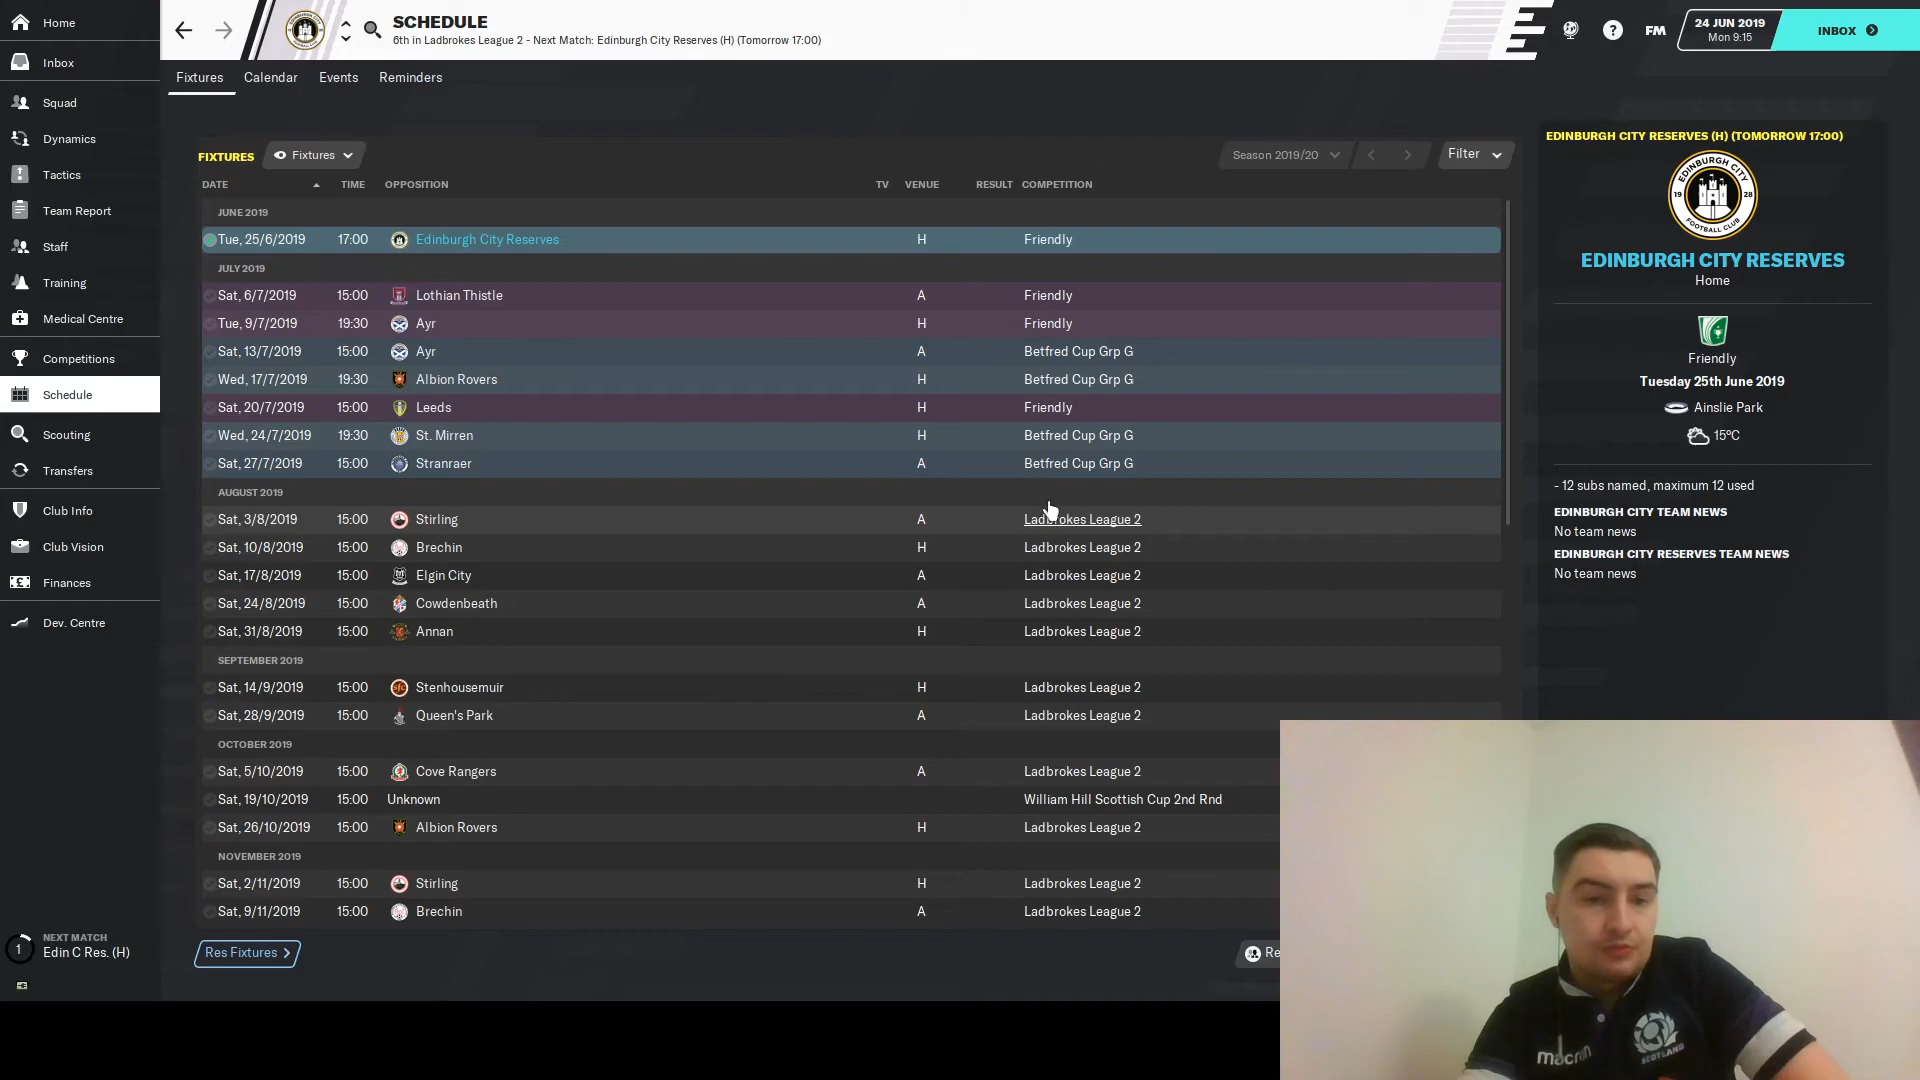 Home
Inbox
Squad
Dynamics
Tactics
Team Report
Staff
Training
Medical Centre
Competitions
Schedule
Scouting
Transfers
Club Info
Club Vision
Finances
Dev. Centre
1 NEXT MATCH
Edin C Res. (H)
SCHEDULE
6th in Ladbrokes League 2 - Next Match: Edinburgh City Reserves (H) (Tomorrow 17:00)
? FM 24 JUN 2019 INBOX
Mon 9:15
Fixtures Calendar Events Reminders
FIXTURES Fixtures Season 2019/20 Filter
DATE TIME OPPOSITION TV VENUE RESULT COMPETITION
JUNE 2019
Tue, 25/6/2019 17:00 Edinburgh City Reserves H Friendly
JULY 2019
Sat, 6/7/2019 15:00 Lothian Thistle A Friendly
Tue, 9/7/2019 19:30 Ayr H Friendly
Sat, 13/7/2019 15:00 Ayr A Betfred Cup Grp G
Wed, 17/7/2019 19:30 Albion Rovers H Betfred Cup Grp G
Sat, 20/7/2019 15:00 Leeds H Friendly
Wed, 24/7/2019 19:30 St. Mirren H Betfred Cup Grp G
Sat, 27/7/2019 15:00 Stranraer A Betfred Cup Grp G
AUGUST 2019
Sat, 3/8/2019 15:00 Stirling A Ladbrokes League 2
Sat, 10/8/2019 15:00 Brechin H Ladbrokes League 2
Sat, 17/8/2019 15:00 Elgin City A Ladbrokes League 2
Sat, 24/8/2019 15:00 Cowdenbeath A Ladbrokes League 2
Sat, 31/8/2019 15:00 Annan H Ladbrokes League 2
SEPTEMBER 2019
Sat, 14/9/2019 15:00 Stenhousemuir H Ladbrokes League 2
Sat, 28/9/2019 15:00 Queen's Park A Ladbrokes League 2
OCTOBER 2019
Sat, 5/10/2019 15:00 Cove Rangers A Ladbrokes League 2
Sat, 19/10/2019 15:00 Unknown William Hill Scottish Cup 2nd Rnd
Sat, 26/10/2019 15:00 Albion Rovers H Ladbrokes League 2
NOVEMBER 2019
Sat, 2/11/2019 15:00 Stirling H Ladbrokes League 2
Sat, 9/11/2019 15:00 Brechin A Ladbrokes League 2
Res Fixtures Re
EDINBURGH CITY RESERVES (H) (TOMORROW 17:00)
EDINBURGH CITY
19 28
FOOTBALL CLUB
EDINBURGH CITY RESERVES
Home
Friendly
Tuesday 25th June 2019
Ainslie Park
15°C
- 12 subs named, maximum 12 used
EDINBURGH CITY TEAM NEWS
No team news
EDINBURGH CITY RESERVES TEAM NEWS
No team news
macron
SCOTLAND